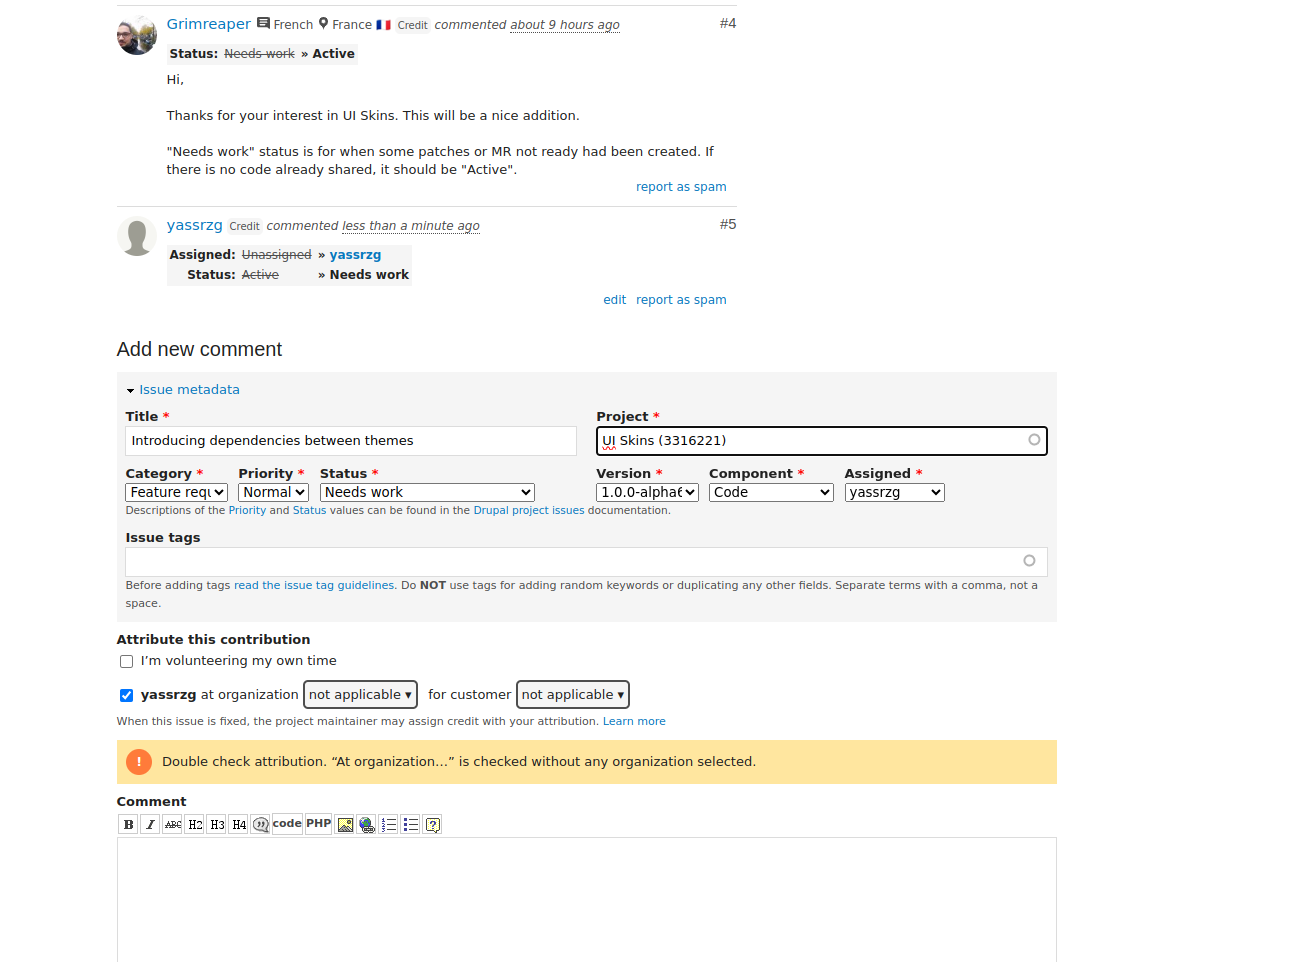 Grimreaper French France Credit commented about 9 hours ago #4
Status: Needs work » Active
Hi,
Thanks for your interest in UI Skins. This will be a nice addition.
"Needs work" status is for when some patches or MR not ready had been created. If
there is no code already shared, it should be "Active".
report as spam
yassrzg Credit commented less than a minute ago #5
Assigned: Unassigned » yassrzg
Status: Active » Needs work
edit report as spam
Add new comment
Issue metadata
Title * Project *
Introducing dependencies between themes UI Skins (3316221)
Category * Priority * Status * Version * Component * Assigned *
Feature requ Normal Needs work 1.0.0-alpha6 Code yassrzg
Descriptions of the Priority and Status values can be found in the Drupal project issues documentation.
Issue tags
Before adding tags read the issue tag guidelines. Do NOT use tags for adding random keywords or duplicating any other fields. Separate terms with a comma, not a
space.
Attribute this contribution
I’m volunteering my own time
yassrzg at organization not applicable ▾ for customer not applicable ▾
When this issue is fixed, the project maintainer may assign credit with your attribution. Learn more
! Double check attribution. “At organization…” is checked without any organization selected.
Comment
B I ABC H2 H3 H4 code PHP ?